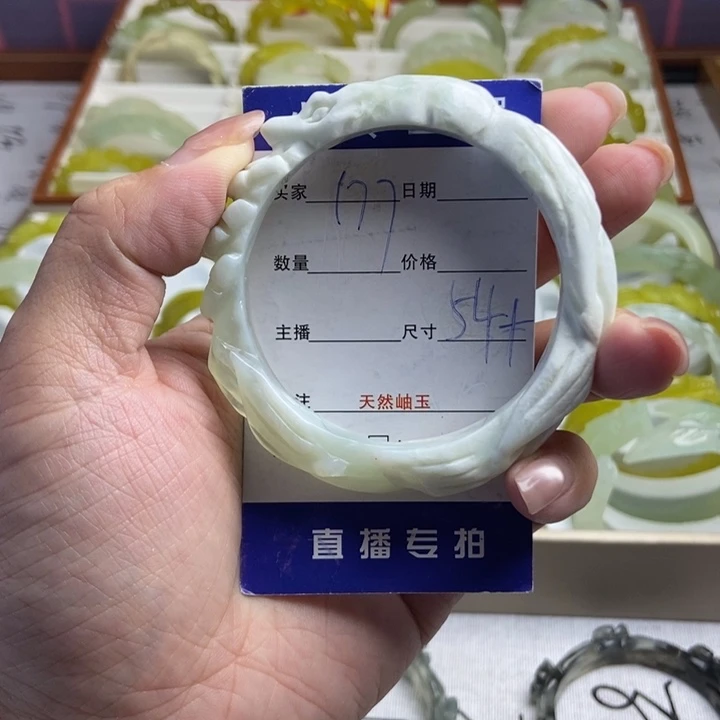 买家 177 日期
数量 价格
主播 尺寸 54++
注 天然岫玉
直播专拍